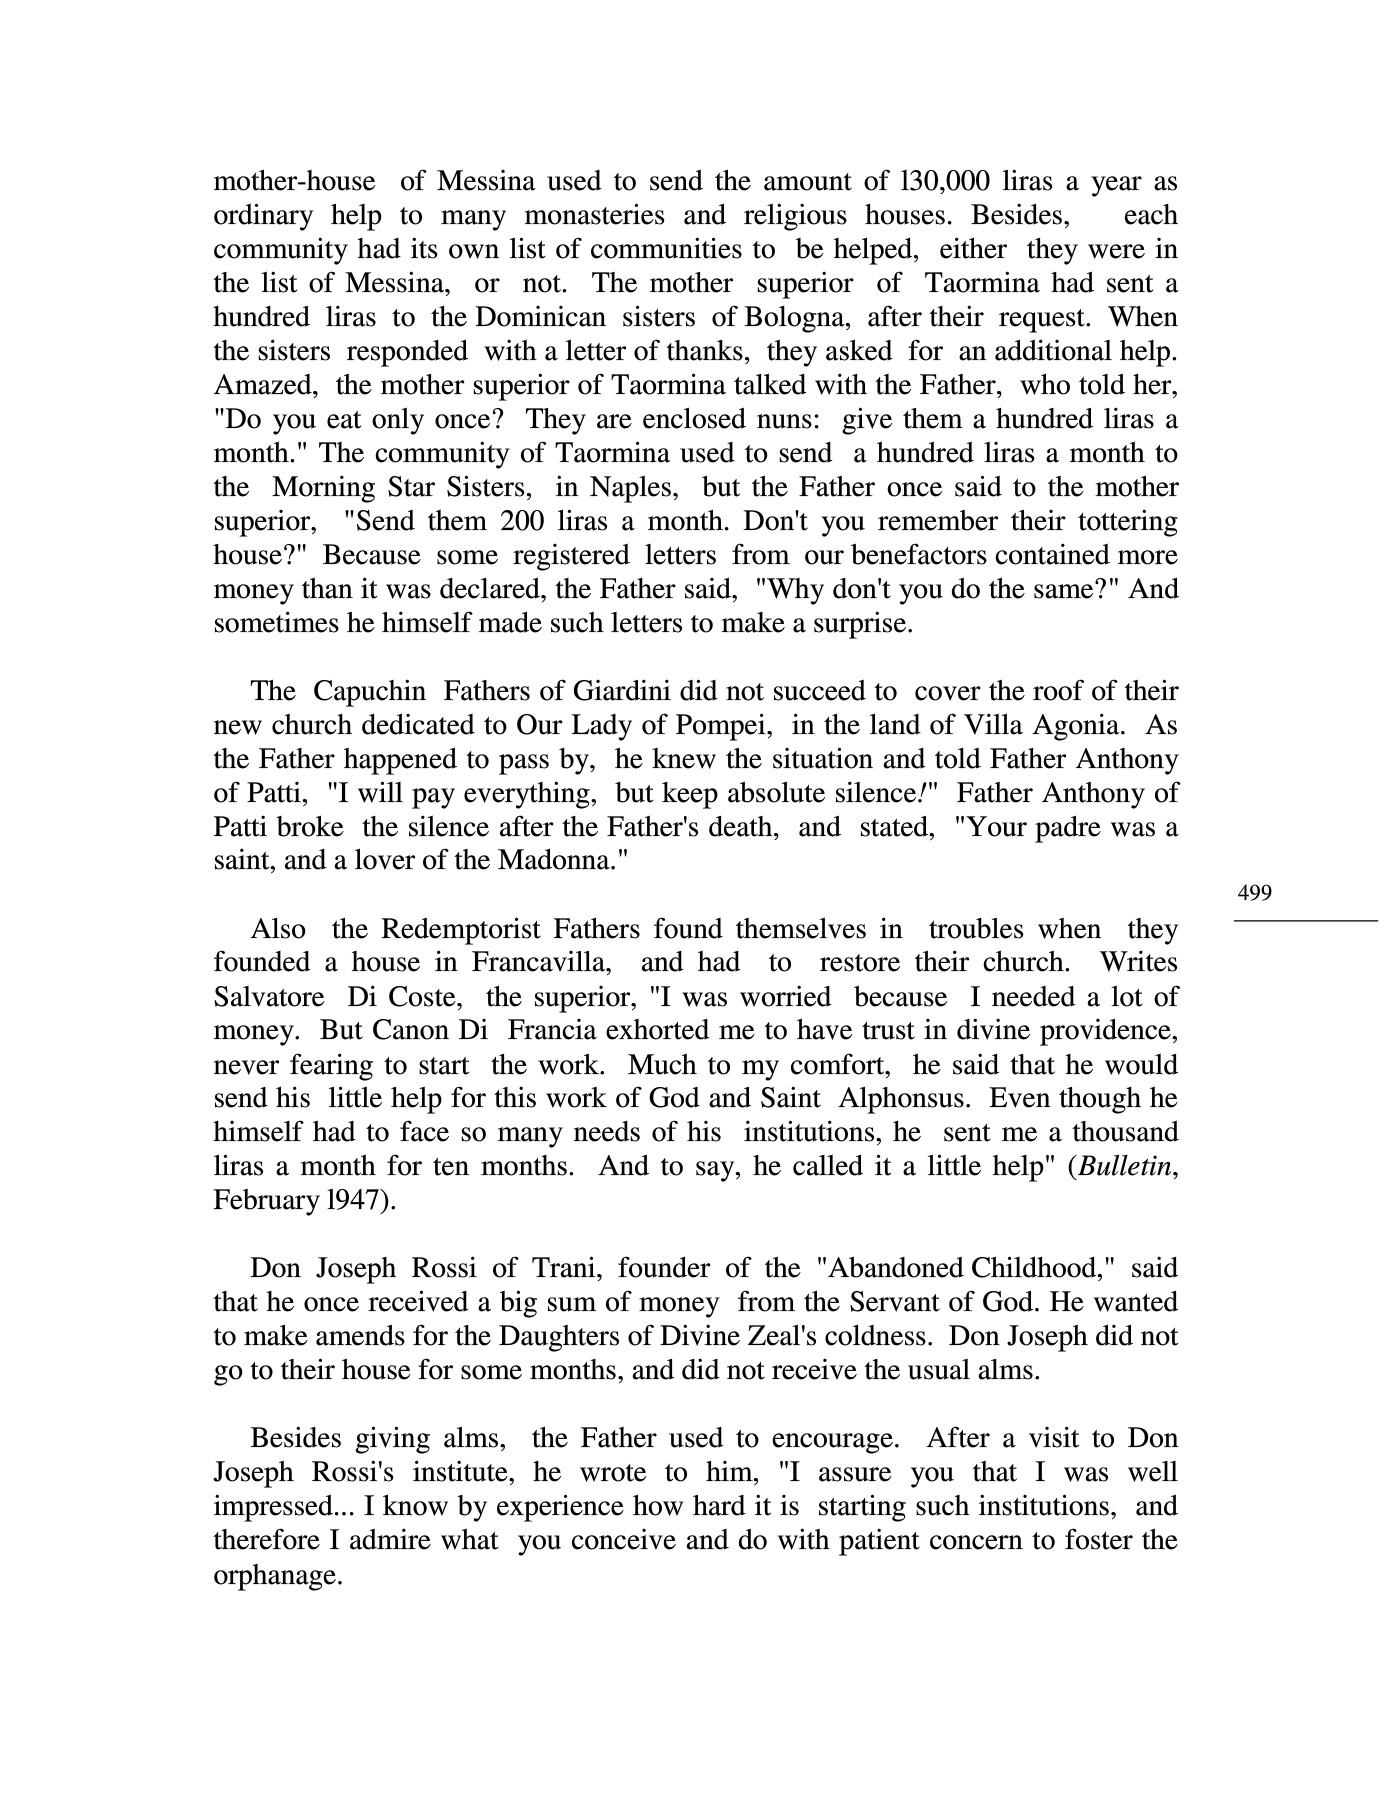 mother-house of Messina used to send the amount of l30,000 liras a year as
ordinary help to many monasteries and religious houses. Besides, each
community had its own list of communities to be helped, either they were in
the list of Messina, or not. The mother superior of Taormina had sent a
hundred liras to the Dominican sisters of Bologna, after their request. When
the sisters responded with a letter of thanks, they asked for an additional help.
Amazed, the mother superior of Taormina talked with the Father, who told her,
"Do you eat only once? They are enclosed nuns: give them a hundred liras a
month." The community of Taormina used to send a hundred liras a month to
the Morning Star Sisters, in Naples, but the Father once said to the mother
superior, "Send them 200 liras a month. Don't you remember their tottering
house?" Because some registered letters from our benefactors contained more
money than it was declared, the Father said, "Why don't you do the same?" And
sometimes he himself made such letters to make a surprise.
The Capuchin Fathers of Giardini did not succeed to cover the roof of their
new church dedicated to Our Lady of Pompei, in the land of Villa Agonia. As
the Father happened to pass by, he knew the situation and told Father Anthony
of Patti, "I will pay everything, but keep absolute silence!" Father Anthony of
Patti broke the silence after the Father's death, and stated, "Your padre was a
saint, and a lover of the Madonna."
499
Also the Redemptorist Fathers found themselves in troubles when they
founded a house in Francavilla, and had to restore their church. Writes
Salvatore Di Coste, the superior, "I was worried because I needed a lot of
money. But Canon Di Francia exhorted me to have trust in divine providence,
never fearing to start the work. Much to my comfort, he said that he would
send his little help for this work of God and Saint Alphonsus. Even though he
himself had to face so many needs of his institutions, he sent me a thousand
liras a month for ten months. And to say, he called it a little help" (Bulletin,
February l947).
Don Joseph Rossi of Trani, founder of the "Abandoned Childhood," said
that he once received a big sum of money from the Servant of God. He wanted
to make amends for the Daughters of Divine Zeal's coldness. Don Joseph did not
go to their house for some months, and did not receive the usual alms.
Besides giving alms, the Father used to encourage. After a visit to Don
Joseph Rossi's institute, he wrote to him, "I assure you that I was well
impressed... I know by experience how hard it is starting such institutions, and
therefore I admire what you conceive and do with patient concern to foster the
orphanage.